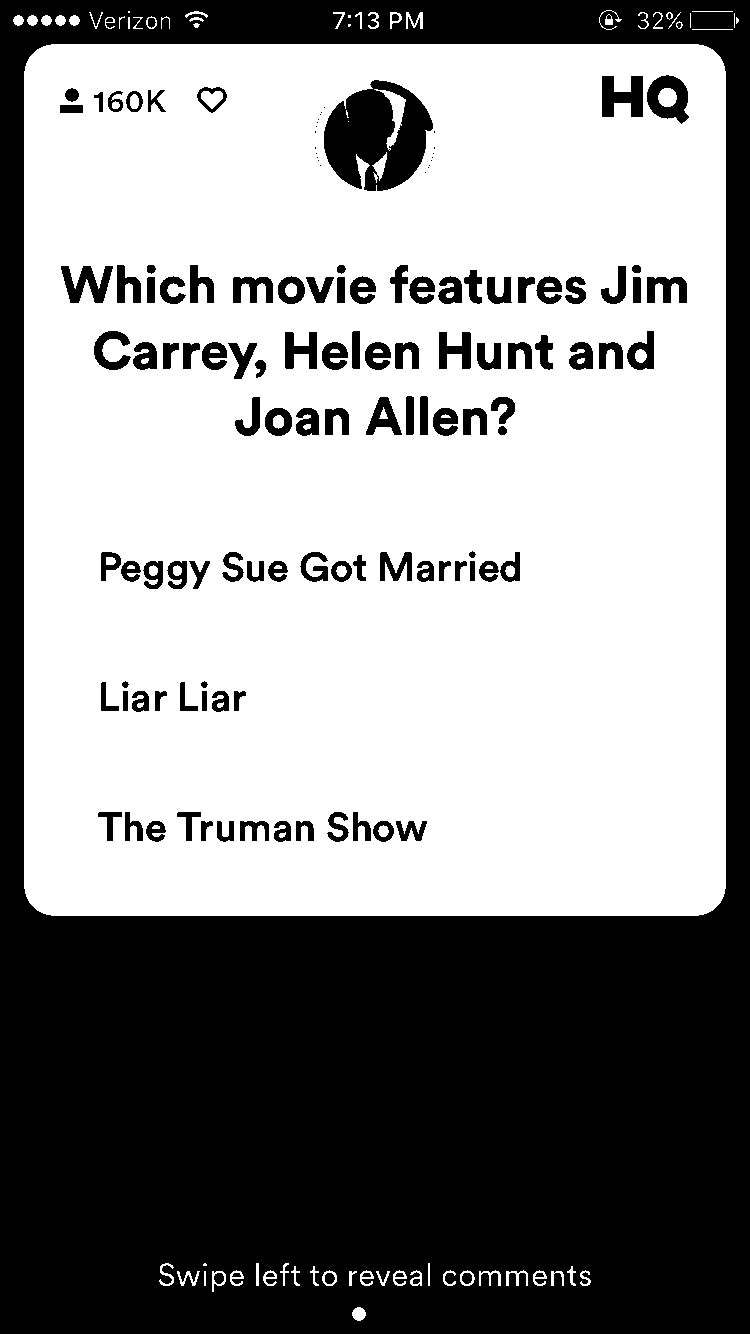 Verizon 7:13 PM 32%
160K HQ
Which movie features Jim
Carrey, Helen Hunt and
Joan Allen?
Peggy Sue Got Married
Liar Liar
The Truman Show
Swipe left to reveal comments